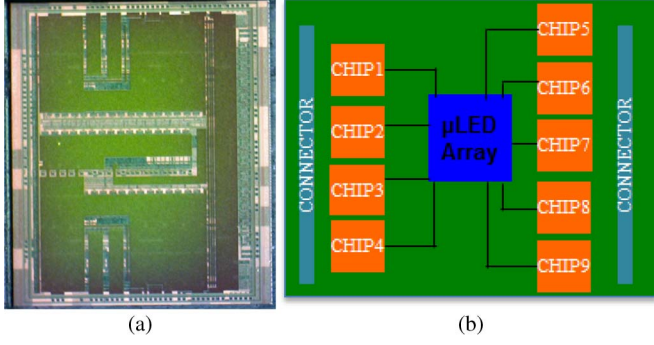 CONNECTOR
CHIP1
CHIP2
CHIP3
CHIP4
µLED
Array
CHIP5
CHIP6
CHIP7
CHIP8
CHIP9
CONNECTOR
(a)
(b)